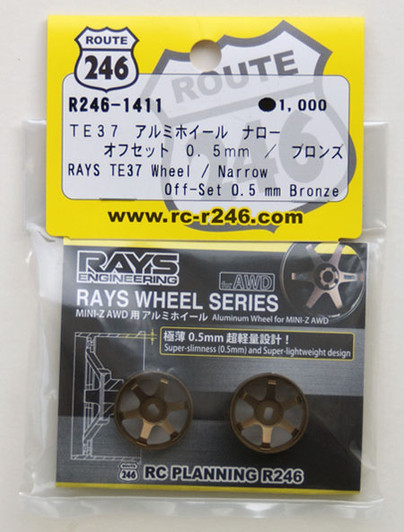 ROUTE
246
ROUTE
246
R246-1411 ●1,000
TE37 アルミホイール ナロー
オフセット 0.5mm / ブロンズ
RAYS TE37 Wheel / Narrow
Off-Set 0.5 mm Bronze
www.rc-r246.com
RAYS
ENGINEERING
for AWD
RAYS WHEEL SERIES
MINI-Z AWD 用 アルミホイール Aluminum Wheel for MINI-Z AWD
極薄0.5mm 超軽量設計!
Super-slimness (0.5mm) and Super-lightweight design
ROUTE
246
RC PLANNING R246